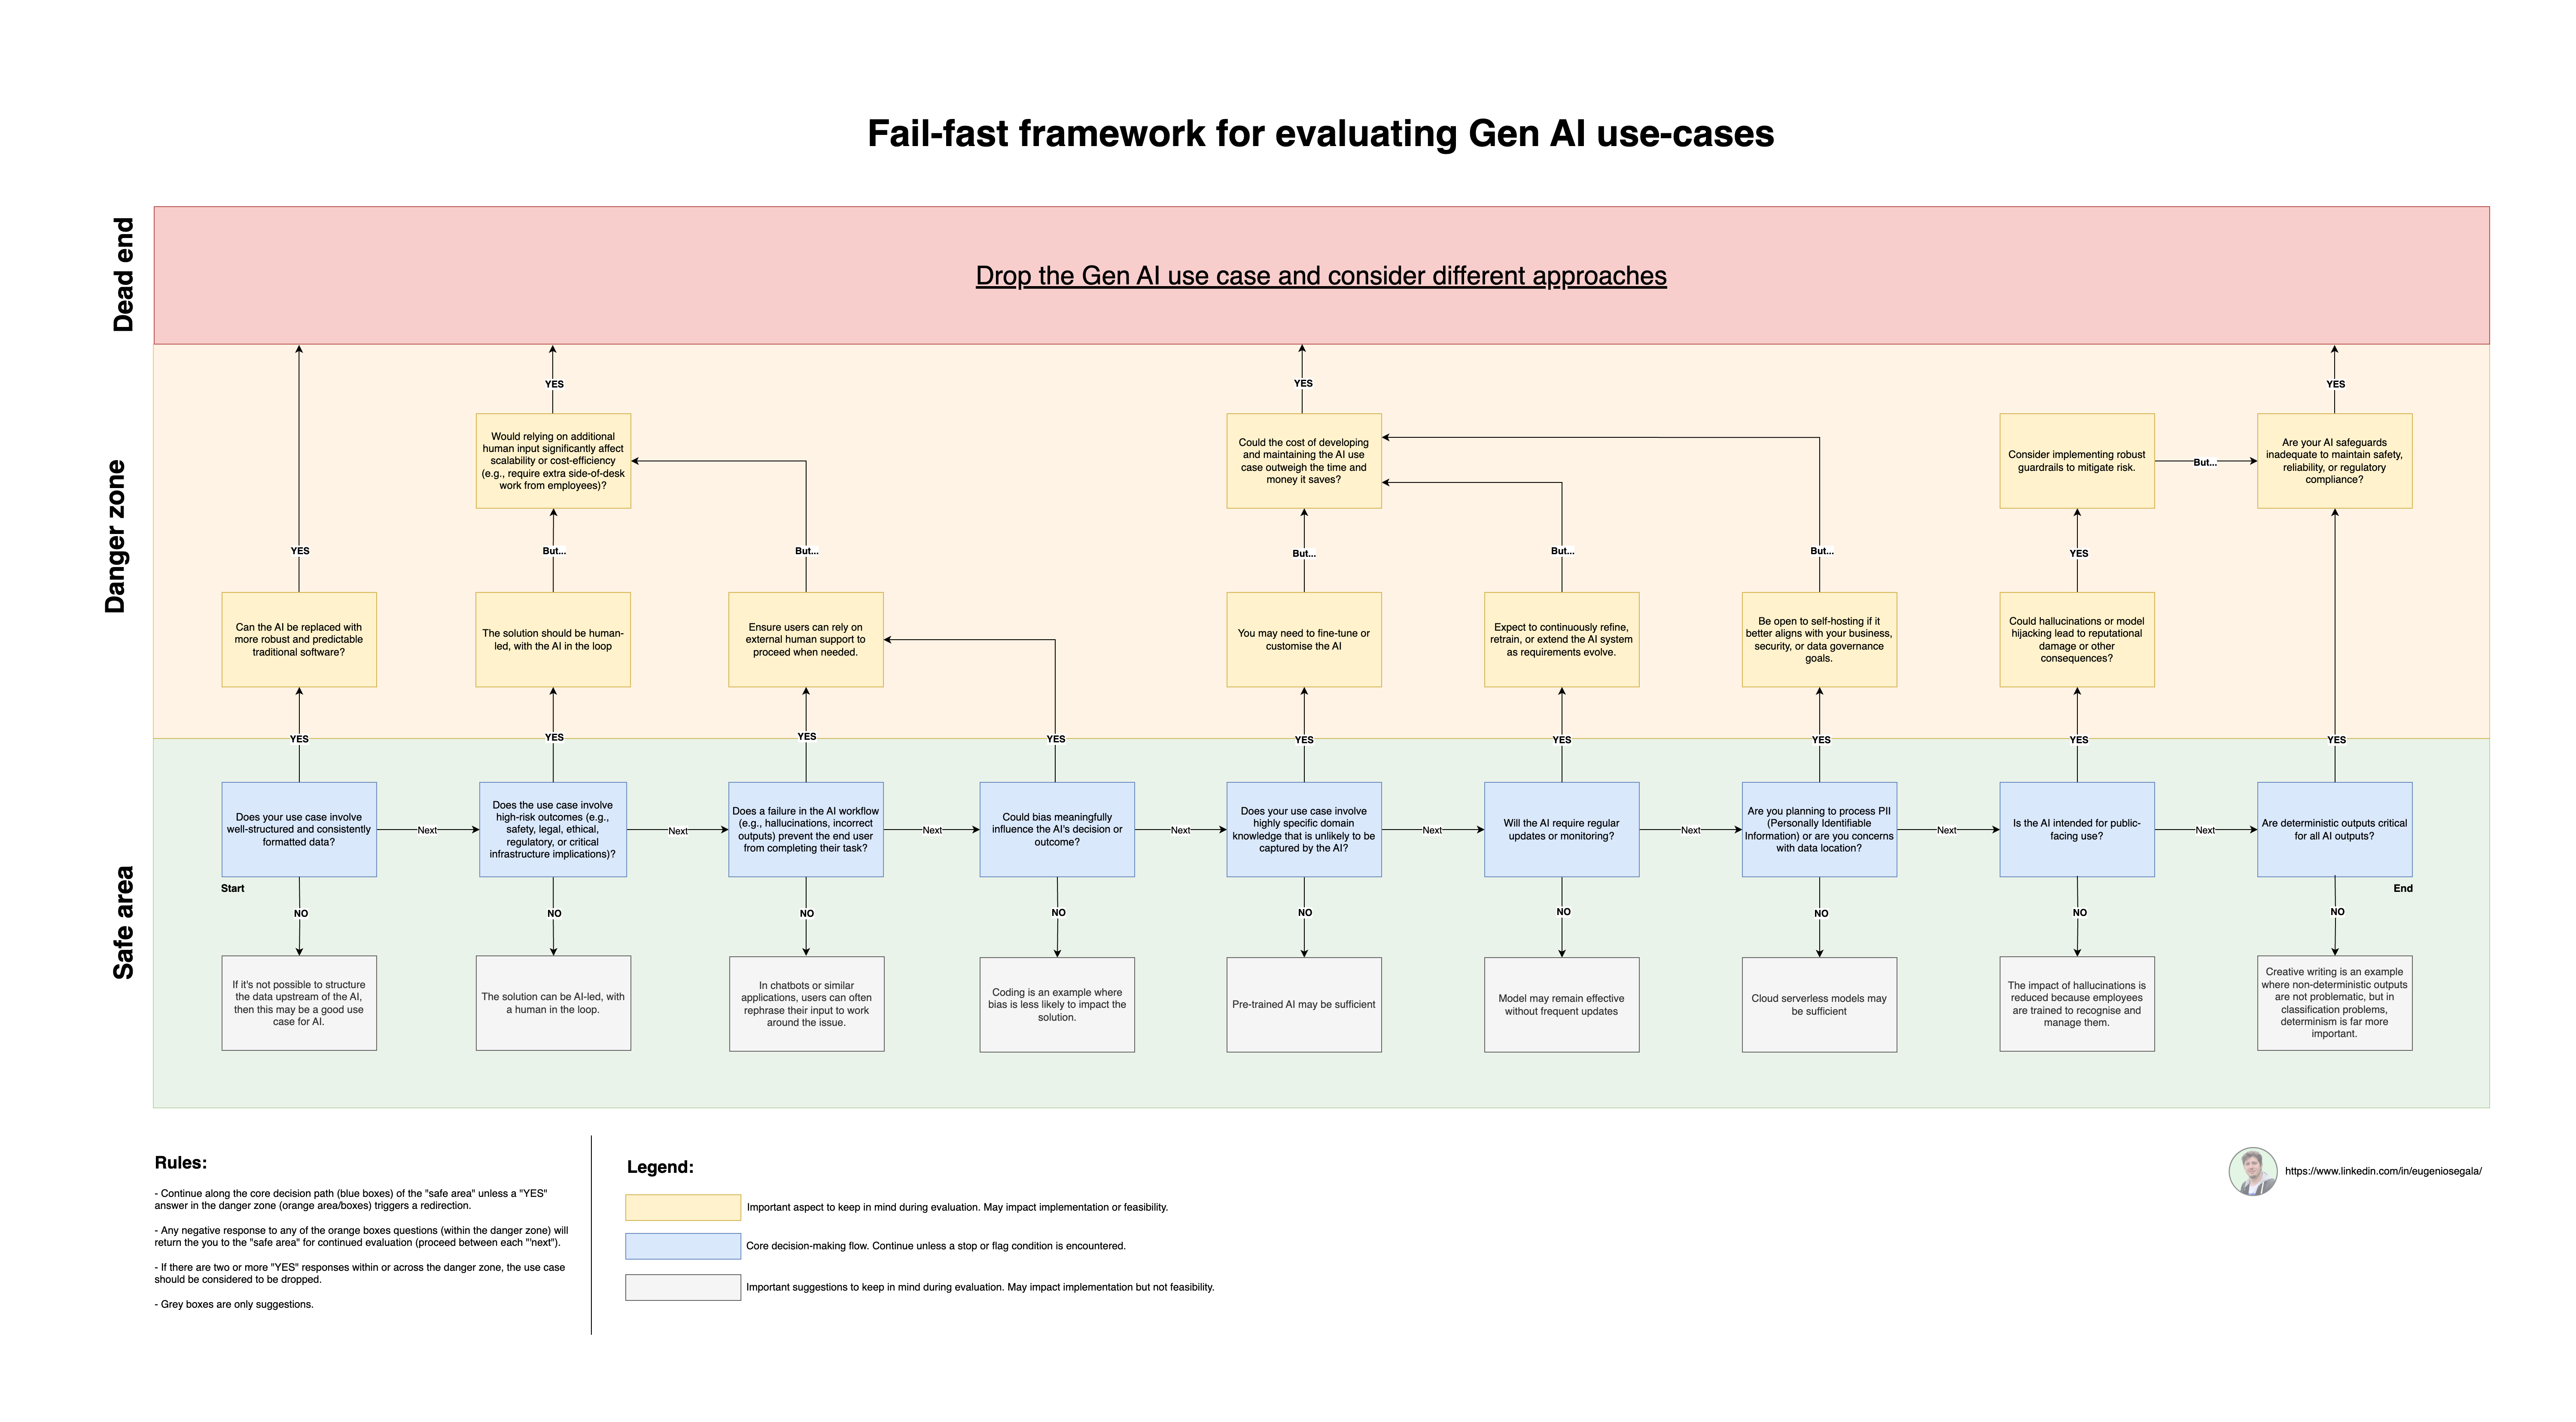 Fail-fast framework for evaluating Gen AI use-cases
Dead end
Drop the Gen AI use case and consider different approaches
Danger zone
YES
YES
YES
Would relying on additional
human input significantly affect
scalability or cost-efficiency
(e.g., require extra side-of-desk
work from employees)?
Could the cost of developing
and maintaining the AI use
case outweigh the time and
money it saves?
Consider implementing robust
guardrails to mitigate risk.
But...
Are your AI safeguards
inadequate to maintain safety,
reliability, or regulatory
compliance?
YES
But...
But...
But...
But...
But...
YES
Can the AI be replaced with
more robust and predictable
traditional software?
The solution should be human-
led, with the AI in the loop
Ensure users can rely on
external human support to
proceed when needed.
You may need to fine-tune or
customise the AI
Expect to continuously refine,
retrain, or extend the AI system
as requirements evolve.
Be open to self-hosting if it
better aligns with your business,
security, or data governance
goals.
Could hallucinations or model
hijacking lead to reputational
damage or other
consequences?
YES
YES
YES
YES
YES
YES
YES
YES
YES
Safe area
Does your use case involve
well-structured and consistently
formatted data?
Next
Does the use case involve
high-risk outcomes (e.g.,
safety, legal, ethical,
regulatory, or critical
infrastructure implications)?
Next
Does a failure in the AI workflow
(e.g., hallucinations, incorrect
outputs) prevent the end user
from completing their task?
Next
Could bias meaningfully
influence the AI's decision or
outcome?
Next
Does your use case involve
highly specific domain
knowledge that is unlikely to be
captured by the AI?
Next
Will the AI require regular
updates or monitoring?
Next
Are you planning to process PII
(Personally Identifiable
Information) or are you concerns
with data location?
Next
Is the AI intended for public-
facing use?
Next
Are deterministic outputs critical
for all AI outputs?
Start
End
NO
NO
NO
NO
NO
NO
NO
NO
NO
If it's not possible to structure
the data upstream of the AI,
then this may be a good use
case for AI.
The solution can be AI-led, with
a human in the loop.
In chatbots or similar
applications, users can often
rephrase their input to work
around the issue.
Coding is an example where
bias is less likely to impact the
solution.
Pre-trained AI may be sufficient
Model may remain effective
without frequent updates
Cloud serverless models may
be sufficient
The impact of hallucinations is
reduced because employees
are trained to recognise and
manage them.
Creative writing is an example
where non-deterministic outputs
are not problematic, but in
classification problems,
determinism is far more
important.
Rules:
- Continue along the core decision path (blue boxes) of the "safe area" unless a "YES"
answer in the danger zone (orange area/boxes) triggers a redirection.
- Any negative response to any of the orange boxes questions (within the danger zone) will
return the you to the "safe area" for continued evaluation (proceed between each "'next").
- If there are two or more "YES" responses within or across the danger zone, the use case
should be considered to be dropped.
- Grey boxes are only suggestions.
Legend:
Important aspect to keep in mind during evaluation. May impact implementation or feasibility.
Core decision-making flow. Continue unless a stop or flag condition is encountered.
Important suggestions to keep in mind during evaluation. May impact implementation but not feasibility.
https://www.linkedin.com/in/eugeniosegala/